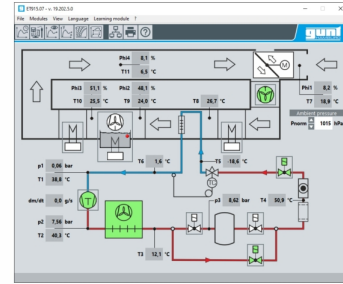 ET915.07 - v. 19.202.5.0
File Modules View Language Learning module ?
gunt
Phi4 8,1 %
T11 6,5 °C
M
Phi3 51,1 % Phi2 48,1 %
T10 25,5 °C T9 24,0 °C T8 26,7 °C
Phi1 8,2 %
T7 18,9 °C
Ambient pressure
Pnorm 1015 hPa
M
M
T6 1,6 °C
T5 -18,6 °C
TC
p1 0,06 bar
T1 38,8 °C
dm/dt 0,0 g/s
T
p3 8,62 bar T4 50,9 °C
p2 7,56 bar
T2 40,3 °C
T3 12,1 °C